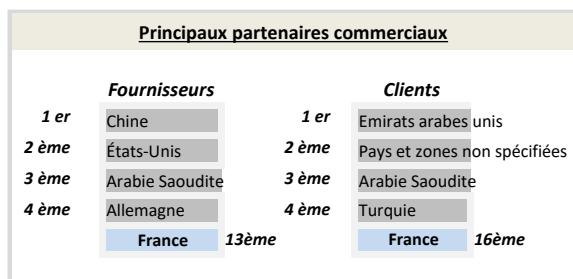 Principaux partenaires commerciaux
Fournisseurs Clients
1 er Chine 1 er Emirats arabes unis
2 ème États-Unis 2 ème Pays et zones non spécifiées
3 ème Arabie Saoudite 3 ème Arabie Saoudite
4 ème Allemagne 4 ème Turquie
France 13ème France 16ème